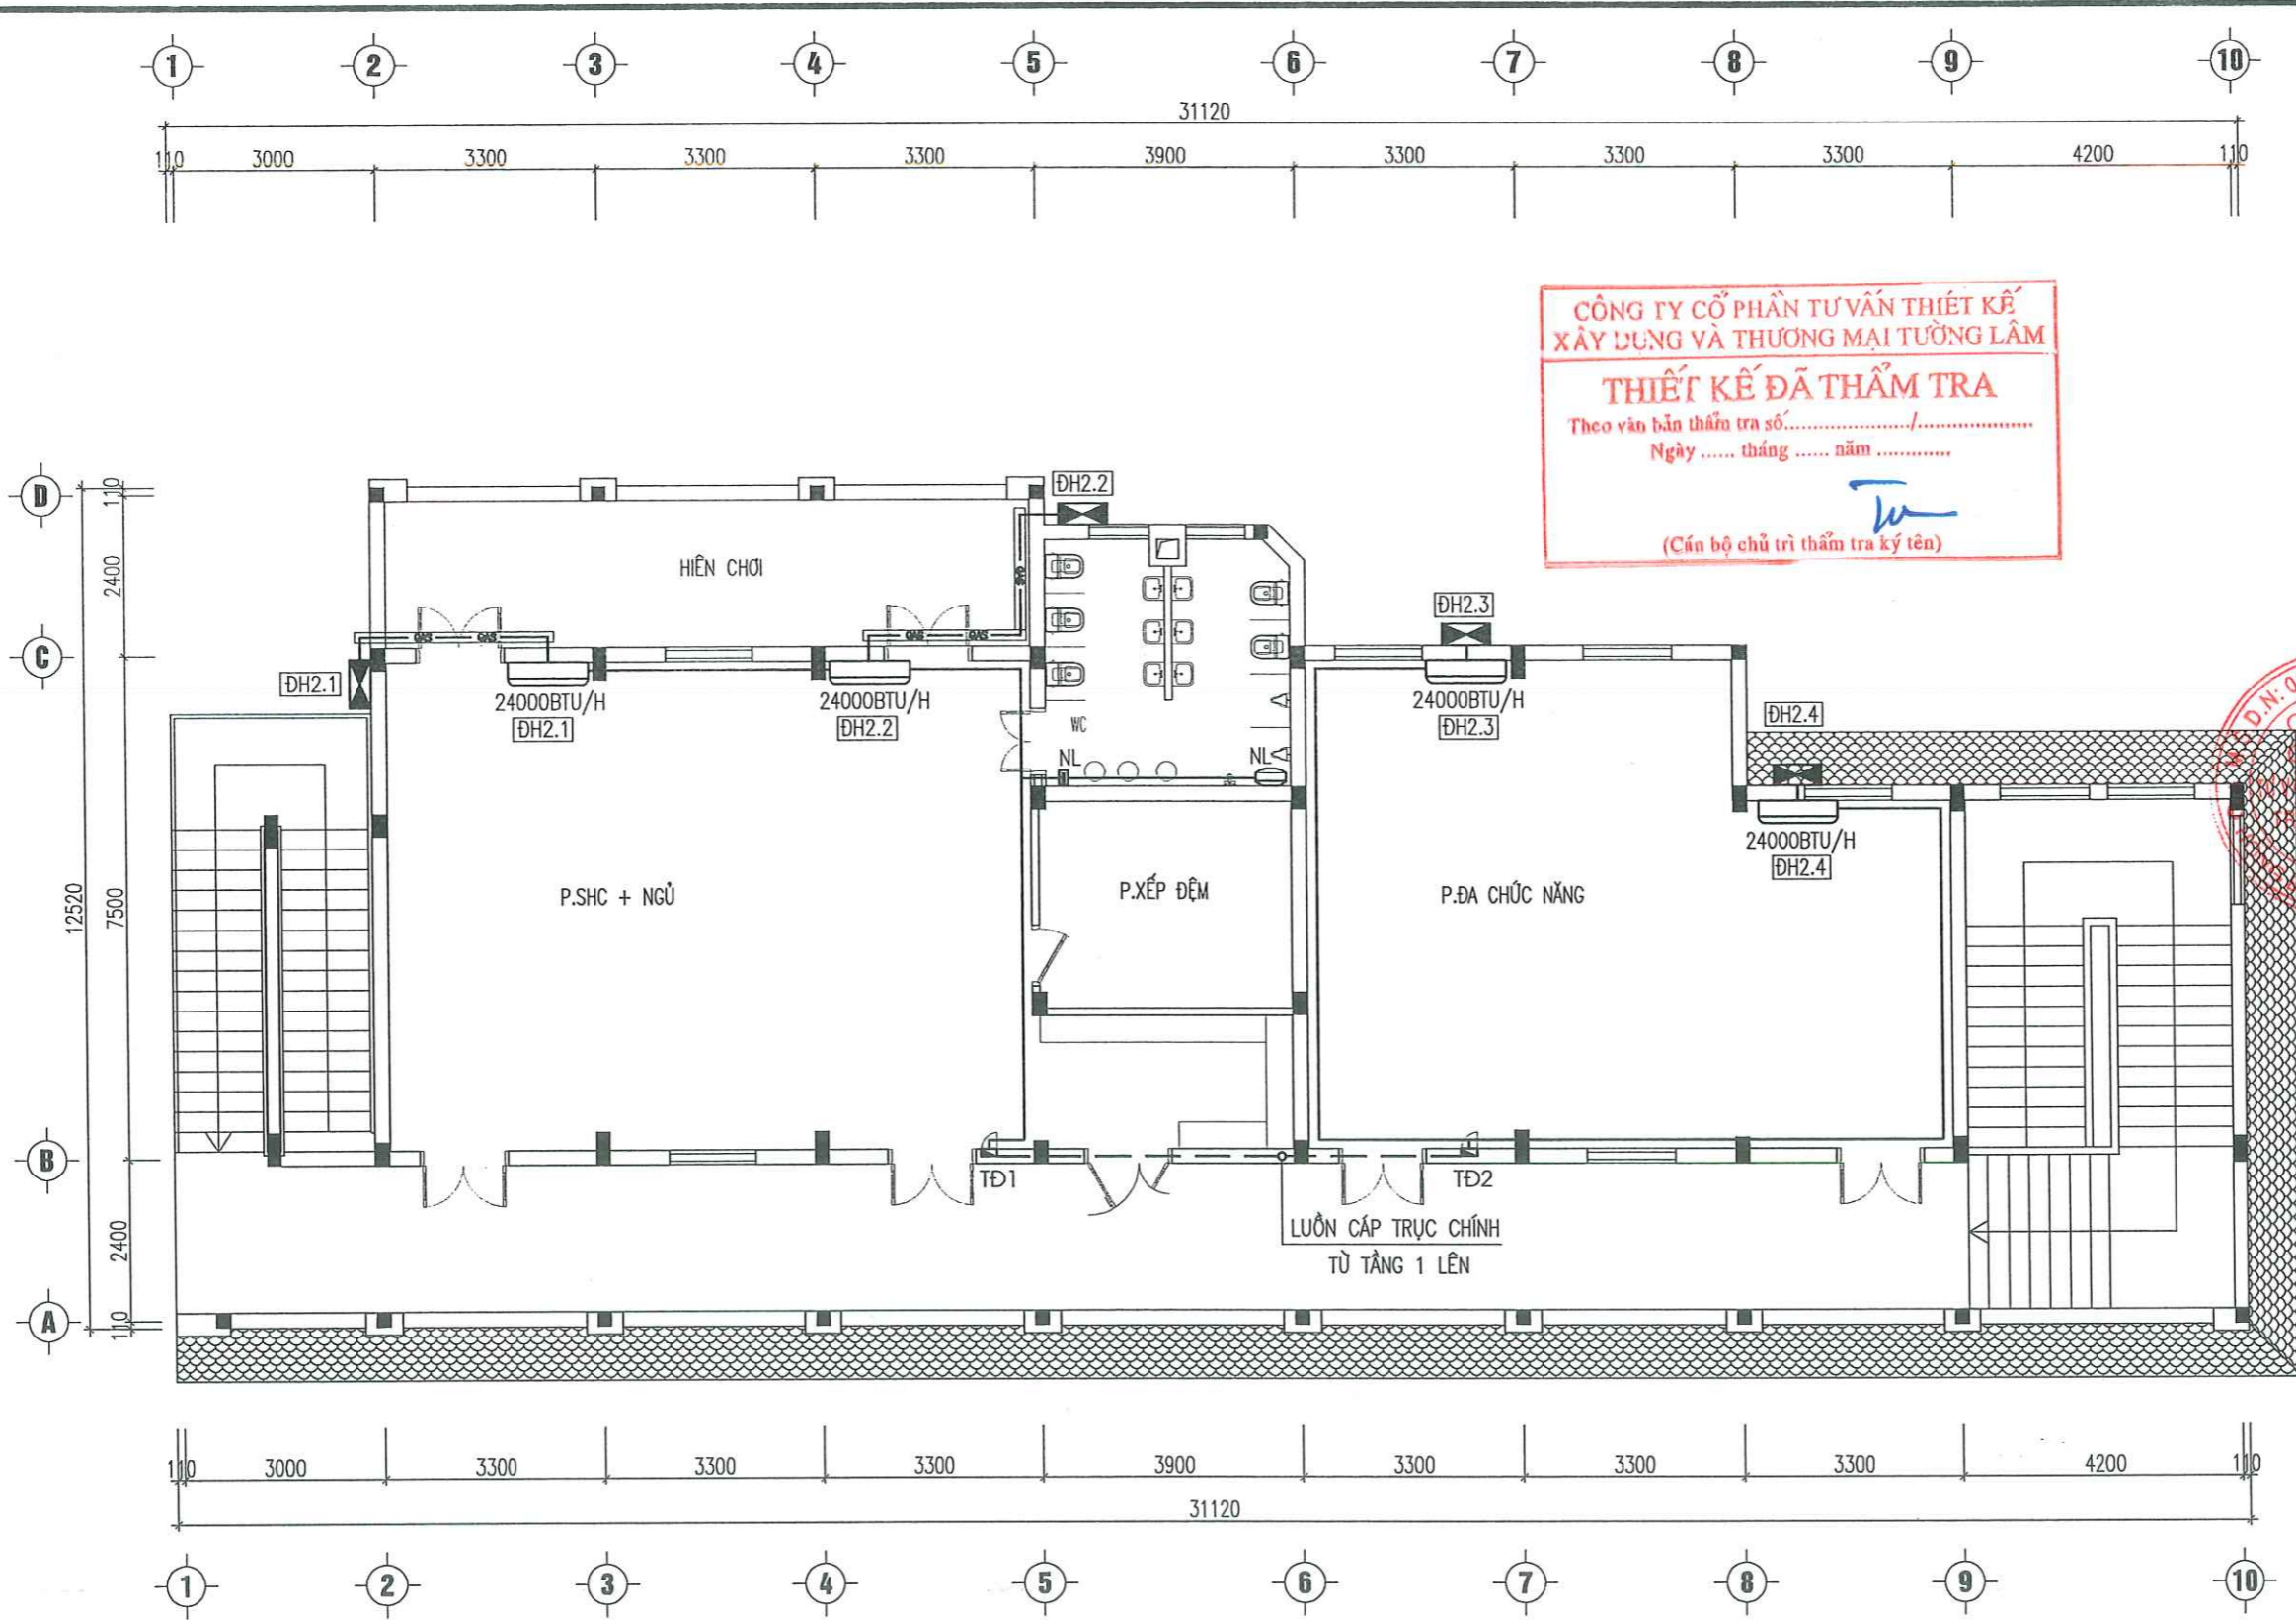 1 2 3 4 5 6 7 8 9 10
31120
110 3000 3300 3300 3300 3900 3300 3300 3300 4200 110
CÔNG TY CỔ PHẦN TƯ VẤN THIẾT KẾ
XÂY DỰNG VÀ THƯƠNG MẠI TƯỜNG LÂM
THIẾT KẾ ĐÃ THẨM TRA
Theo văn bản thẩm tra số...................../...................
Ngày ...... tháng ...... năm .............
(Cán bộ chủ trì thẩm tra ký tên)
D
C
B
A
110
2400
7500
2400
110
12520
ĐH2.2
HIÊN CHƠI
GAS
GAS GAS
GAS GAS
ĐH2.1
24000BTU/H
ĐH2.1
24000BTU/H
ĐH2.2
WC
NL
NL
ĐH2.3
24000BTU/H
ĐH2.3
ĐH2.4
24000BTU/H
ĐH2.4
P.SHC + NGỦ
P.XẾP ĐỆM
P.ĐA CHỨC NĂNG
TĐ1
TĐ2
LUỒN CÁP TRỤC CHÍNH
TỪ TẦNG 1 LÊN
110 3000 3300 3300 3300 3900 3300 3300 3300 4200 110
31120
1 2 3 4 5 6 7 8 9 10